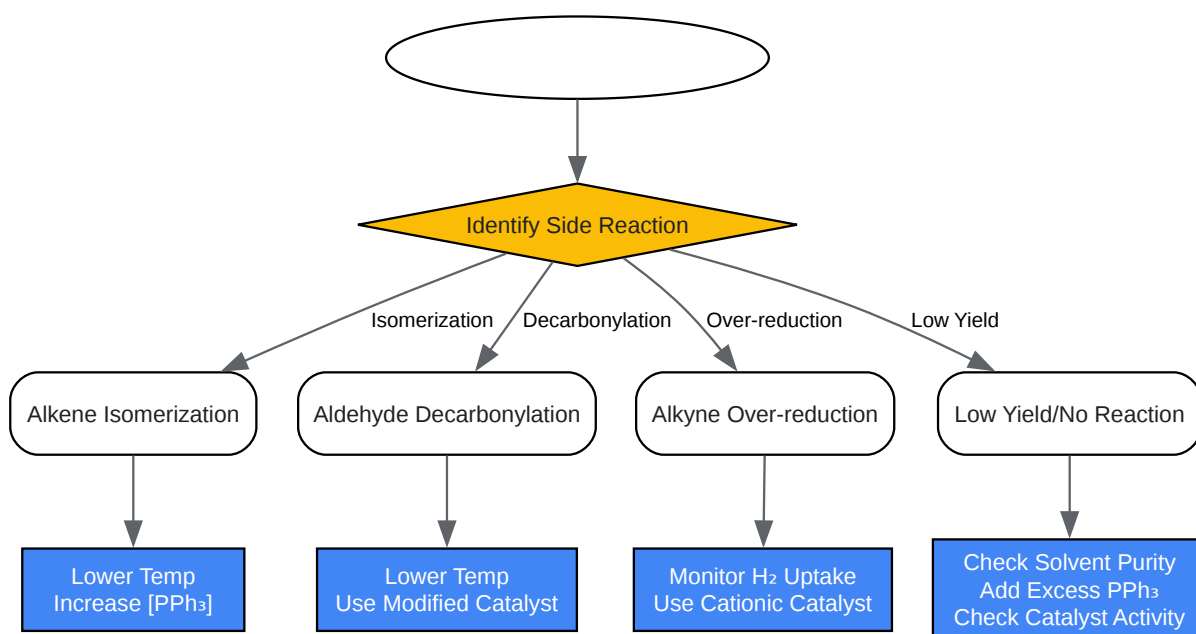 Identify Side Reaction
Isomerization
Decarbonylation
Over-reduction
Low Yield
Alkene Isomerization
Aldehyde Decarbonylation
Alkyne Over-reduction
Low Yield/No Reaction
Lower Temp
Increase [PPh₃]
Lower Temp
Use Modified Catalyst
Monitor H₂ Uptake
Use Cationic Catalyst
Check Solvent Purity
Add Excess PPh₃
Check Catalyst Activity